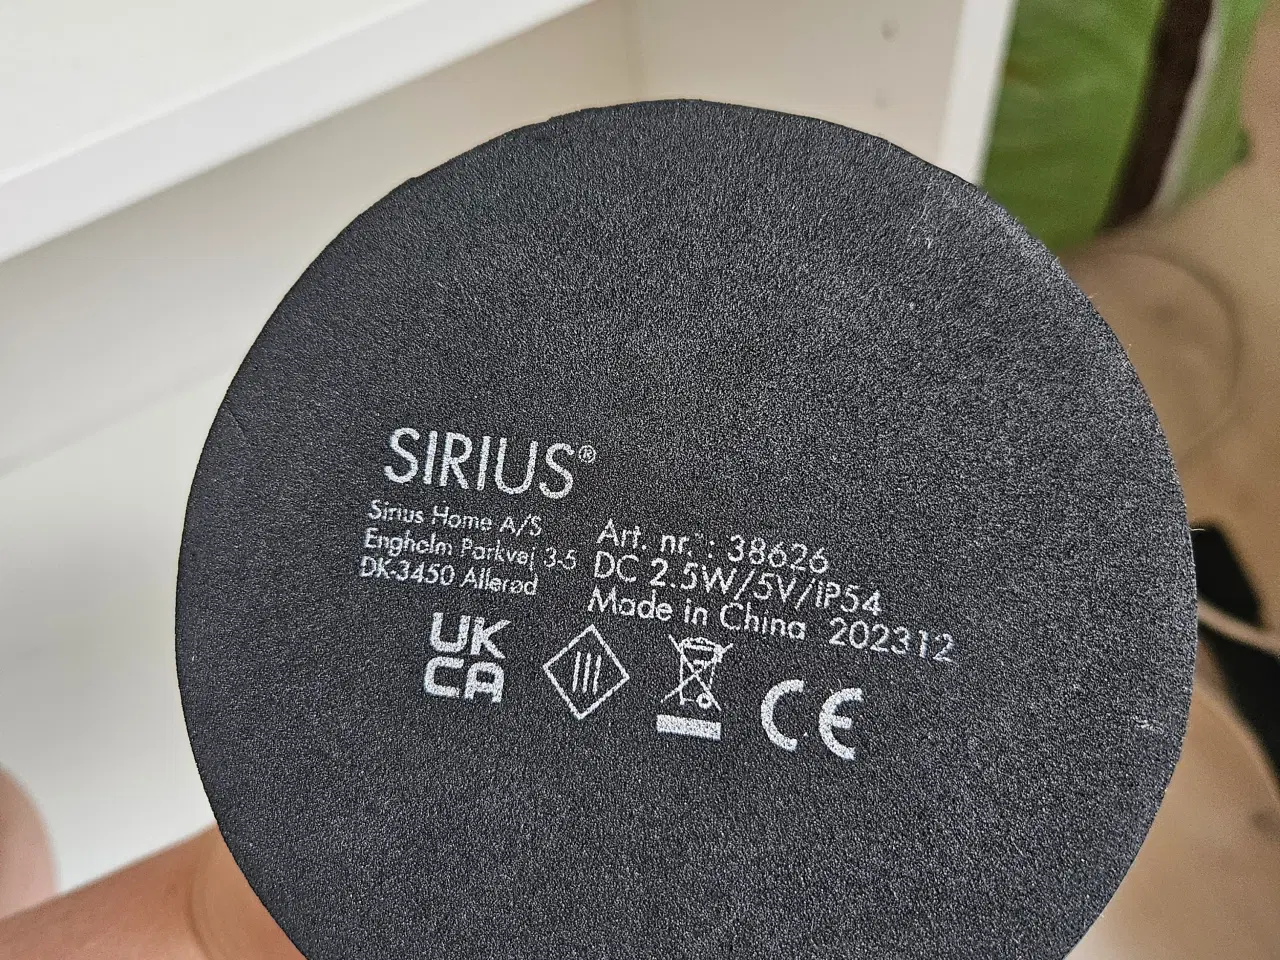 SIRIUS®
Sirius Home A/S
Engholm Parkvej 3-5
DK-3450 Allerød
Art. nr. : 38626
DC 2.5W/5V/IP54
Made in China 202312
UK
CA
CE